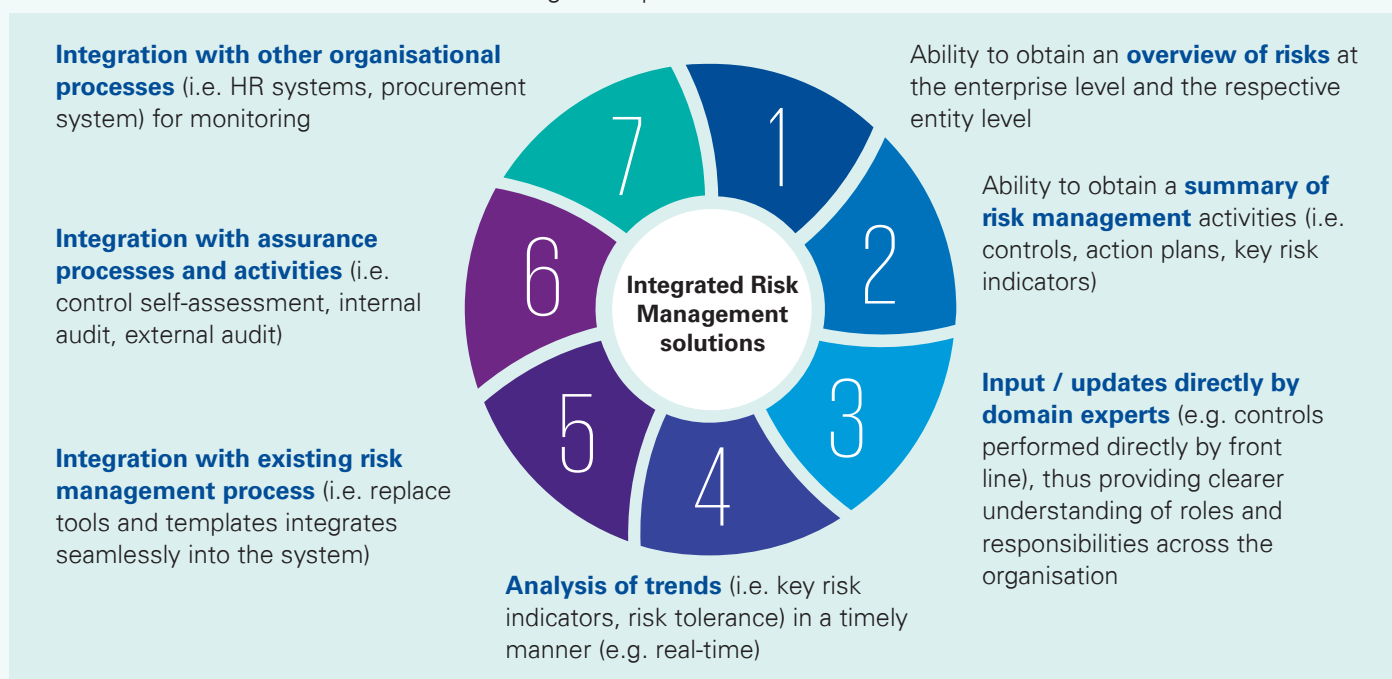 Integration with other organisational
processes (i.e. HR systems, procurement
system) for monitoring
Integration with assurance
processes and activities (i.e.
control self-assessment, internal
audit, external audit)
Integration with existing risk
management process (i.e. replace
tools and templates integrates
seamlessly into the system)
7
1
6
2
5
3
4
Integrated Risk
Management
solutions
Ability to obtain an overview of risks at
the enterprise level and the respective
entity level
Ability to obtain a summary of
risk management activities (i.e.
controls, action plans, key risk
indicators)
Input / updates directly by
domain experts (e.g. controls
performed directly by front
line), thus providing clearer
understanding of roles and
responsibilities across the
organisation
Analysis of trends (i.e. key risk
indicators, risk tolerance) in a timely
manner (e.g. real-time)